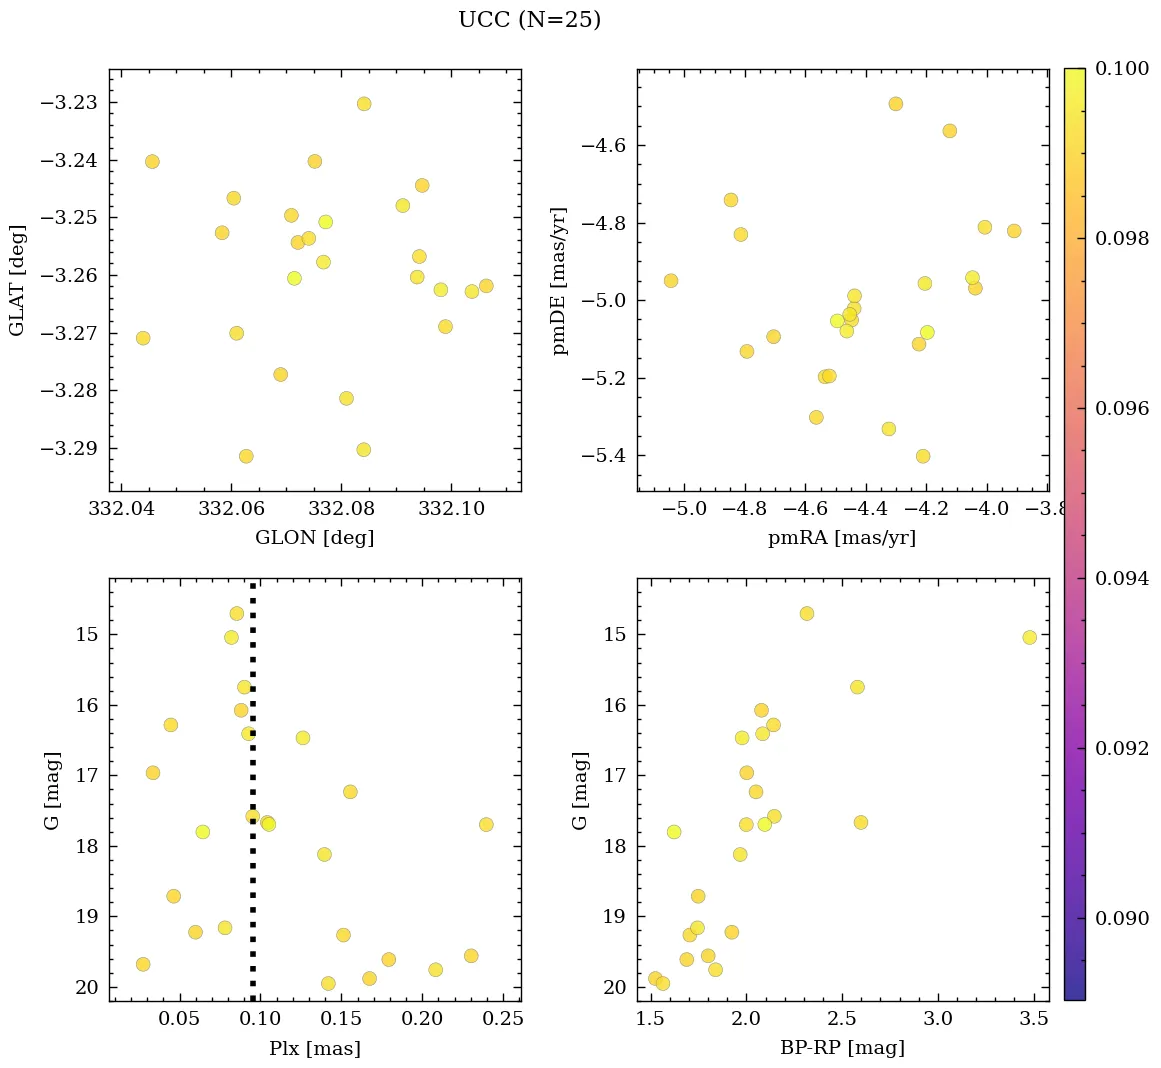 UCC (N=25)
−3.23
−3.24
−3.25
−3.26
−3.27
−3.28
−3.29
GLAT [deg]
332.04 332.06 332.08 332.10
GLON [deg]
−4.6
−4.8
−5.0
−5.2
−5.4
pmDE [mas/yr]
−5.0 −4.8 −4.6 −4.4 −4.2 −4.0 −3.8
pmRA [mas/yr]
15
16
17
18
19
20
G [mag]
0.05 0.10 0.15 0.20 0.25
Plx [mas]
15
16
17
18
19
20
G [mag]
1.5 2.0 2.5 3.0 3.5
BP-RP [mag]
0.100
0.098
0.096
0.094
0.092
0.090